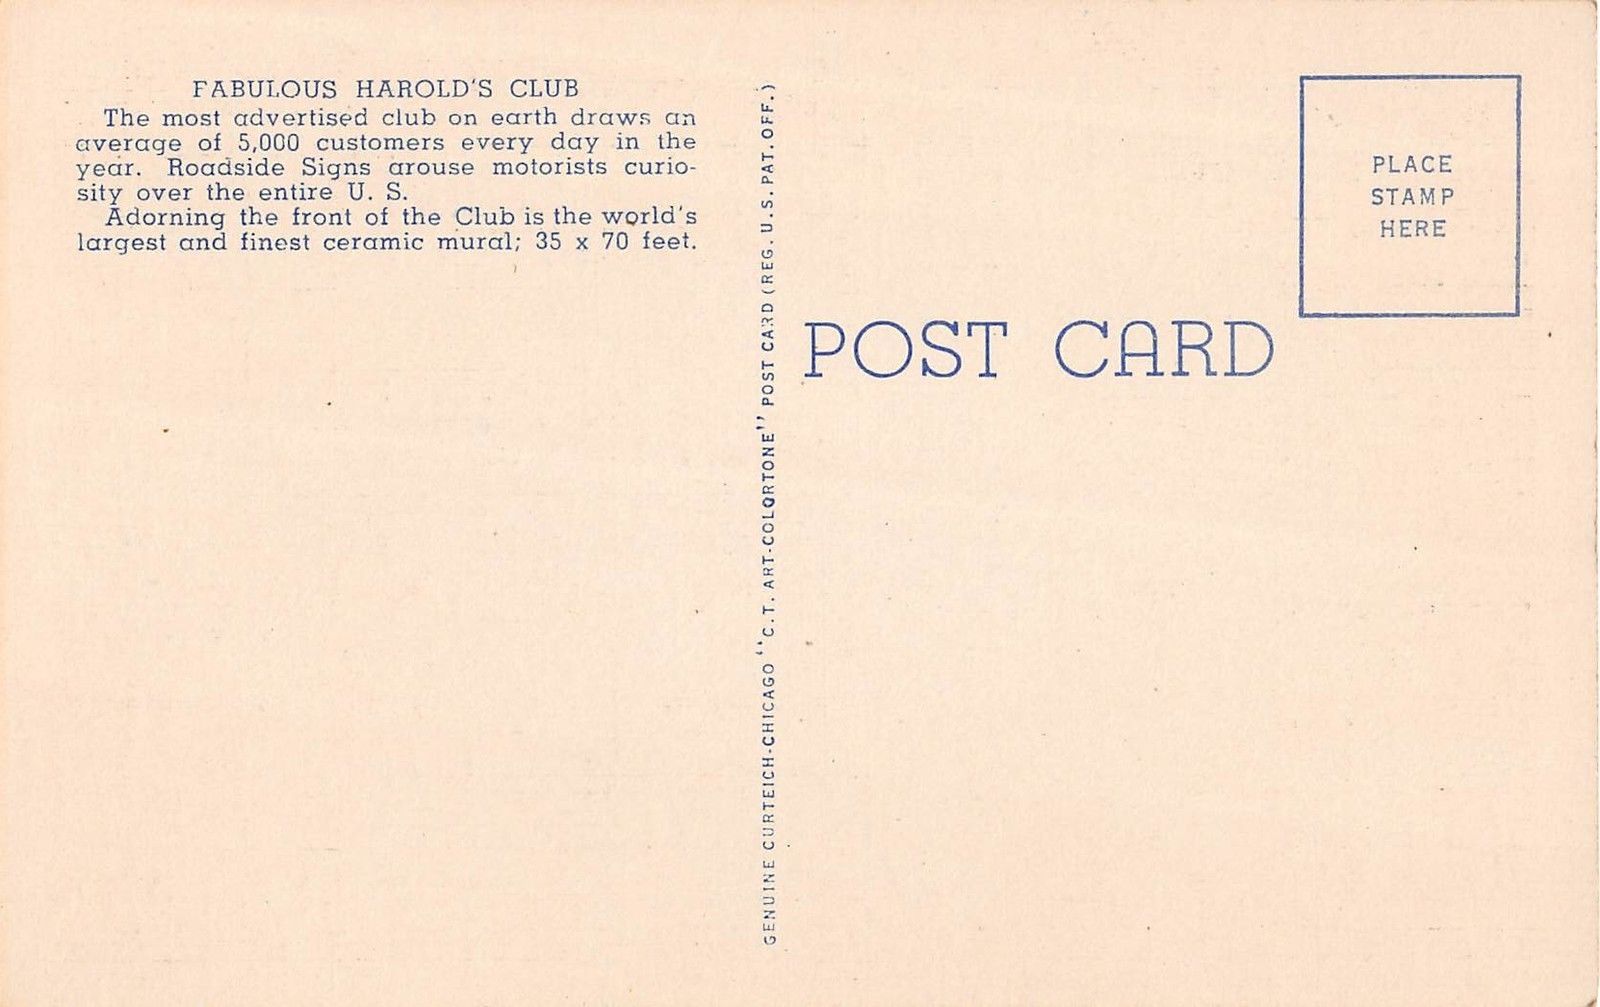 FABULOUS HAROLD'S CLUB
The most advertised club on earth draws an
average of 5,000 customers every day in the
year. Roadside Signs arouse motorists curio-
sity over the entire U. S.
Adorning the front of the Club is the world's
largest and finest ceramic mural; 35 x 70 feet.
GENUINE CURTEICH-CHICAGO "C.T. ART-COLORTONE" POST CARD (REG. U.S. PAT. OFF.)
PLACE
STAMP
HERE
POST CARD